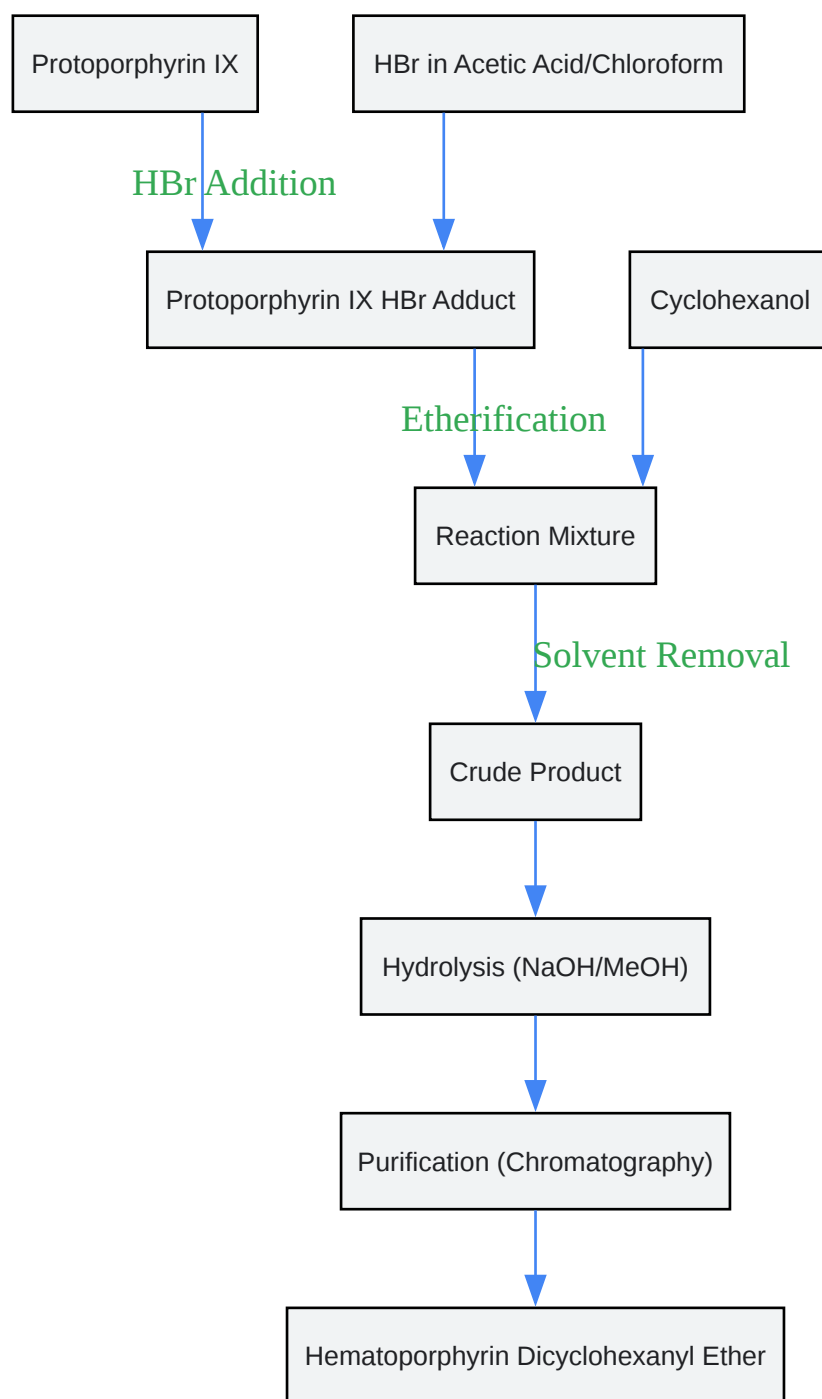 Protoporphyrin IX
HBr in Acetic Acid/Chloroform
HBr Addition
Protoporphyrin IX HBr Adduct
Cyclohexanol
Etherification
Reaction Mixture
Solvent Removal
Crude Product
Hydrolysis (NaOH/MeOH)
Purification (Chromatography)
Hematoporphyrin Dicyclohexanyl Ether